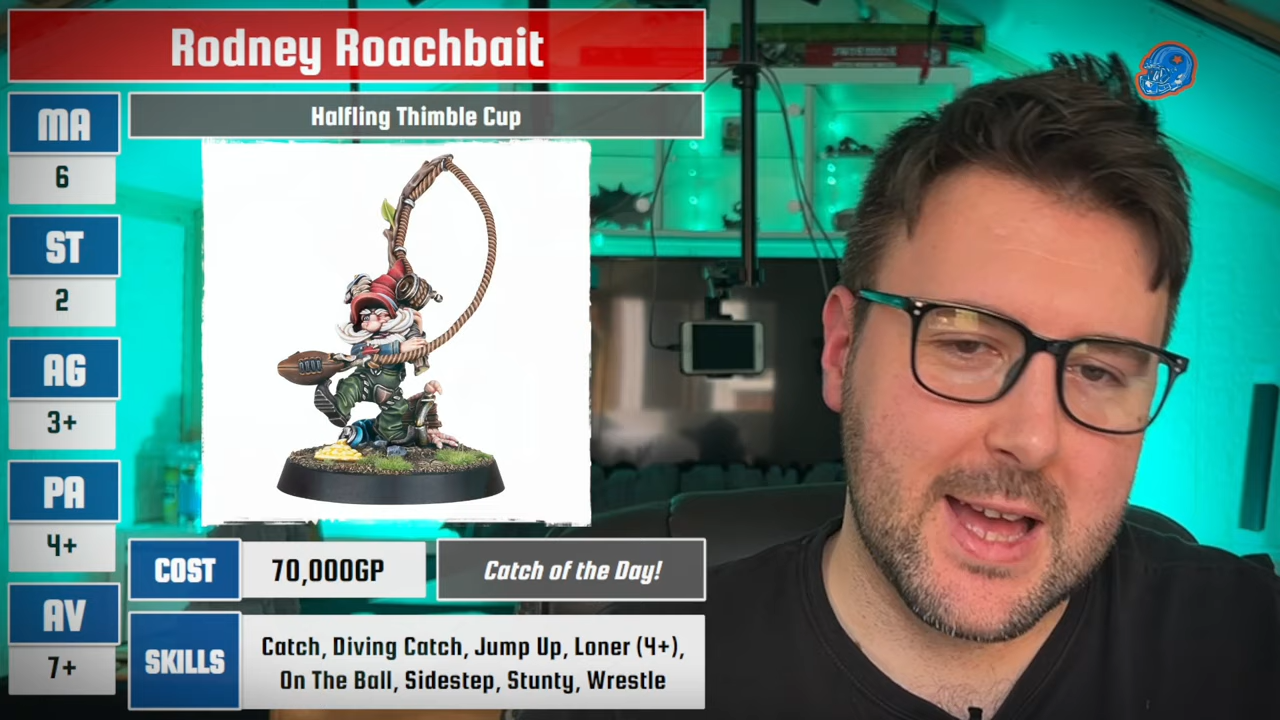 Rodney Roachbait
Halfling Thimble Cup
MA
6
ST
2
AG
3+
PA
4+
AV
7+
COST
70,000GP
Catch of the Day!
SKILLS
Catch, Diving Catch, Jump Up, Loner (4+),
On The Ball, Sidestep, Stunty, Wrestle